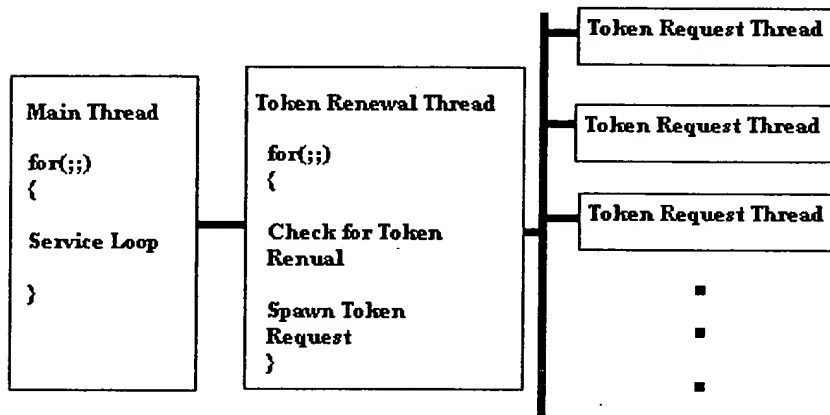 Main Thread
for(;;)
{
Service Loop
}
Token Renewal Thread
for(;;)
{
Check for Token
Renual
Spawn Token
Request
}
Token Request Thread
Token Request Thread
Token Request Thread